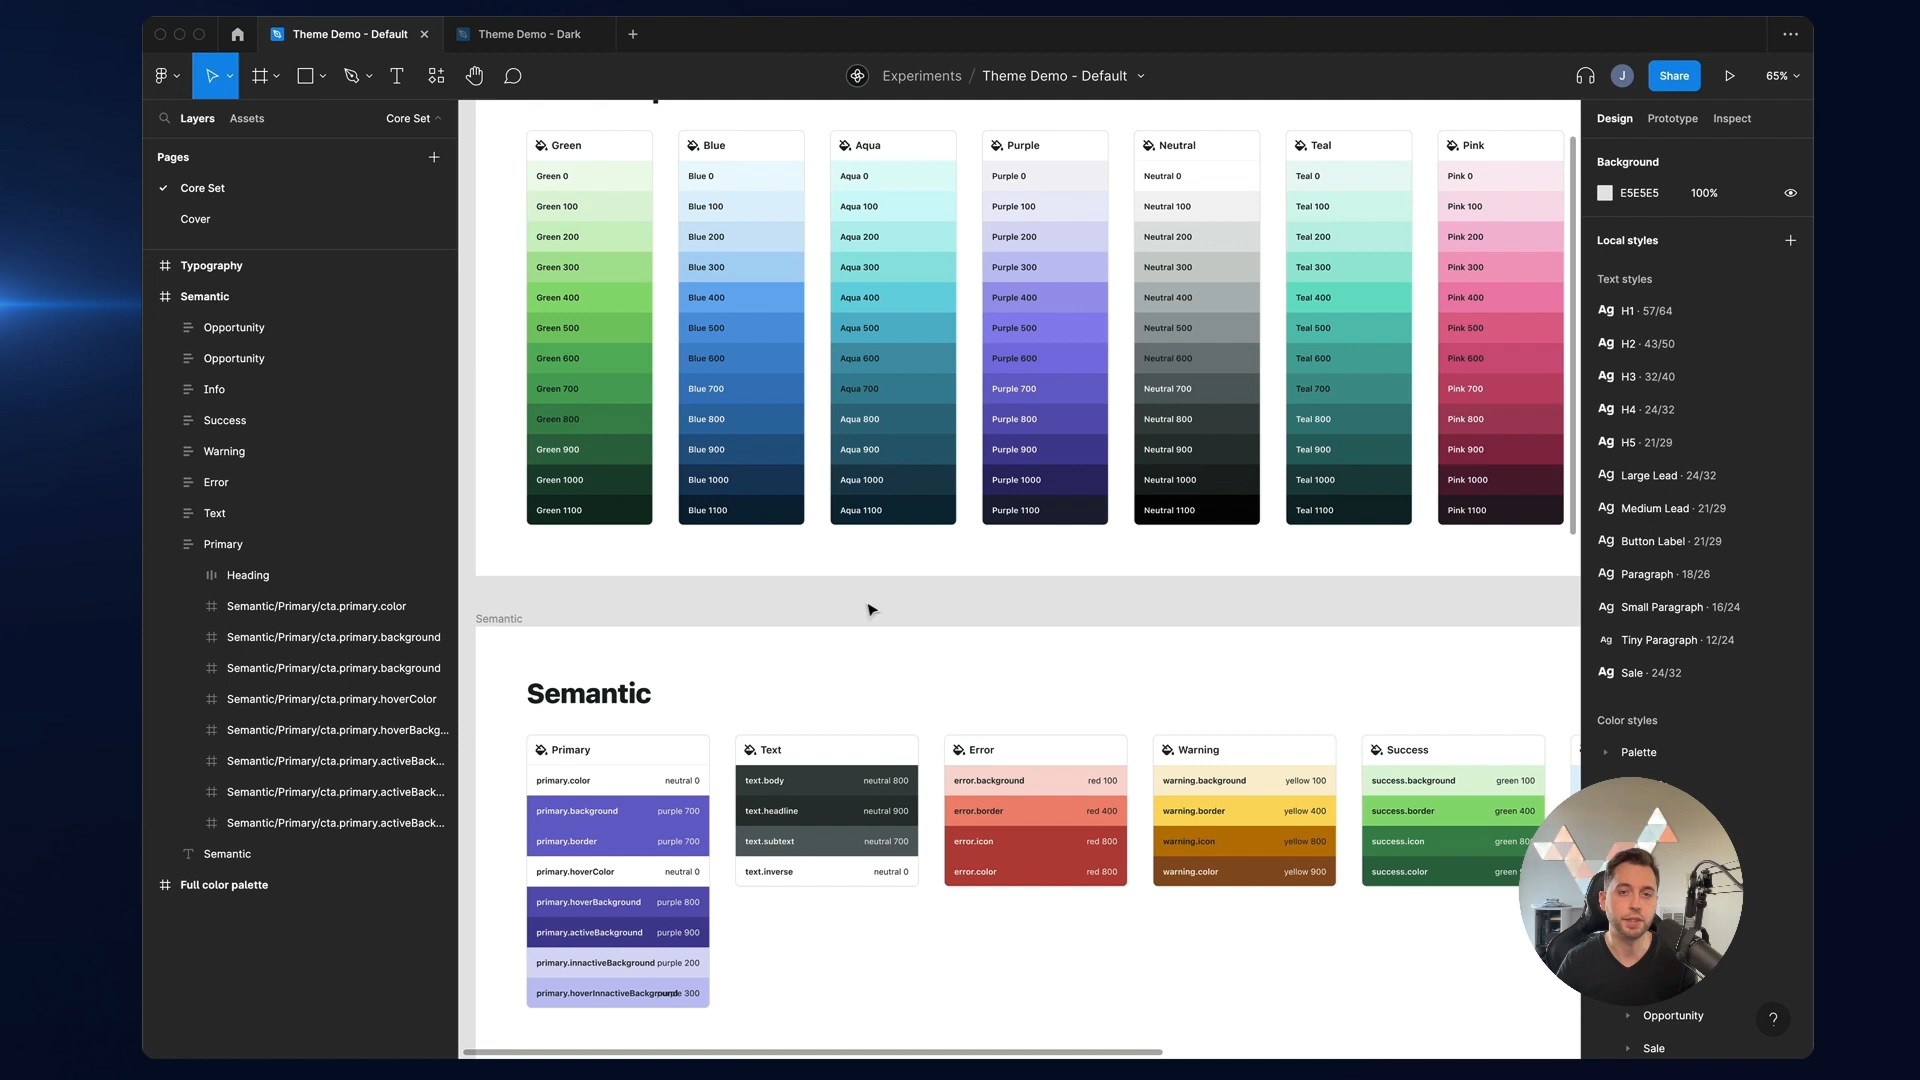 Theme Demo - Default
Theme Demo - Dark
Experiments / Theme Demo - Default
J
Share
65%
Layers
Assets
Core Set
Pages
Core Set
Cover
Typography
Semantic
Opportunity
Opportunity
Info
Success
Warning
Error
Text
Primary
Heading
Semantic/Primary/cta.primary.color
Semantic/Primary/cta.primary.background
Semantic/Primary/cta.primary.background
Semantic/Primary/cta.primary.hoverColor
Semantic/Primary/cta.primary.hoverBackg...
Semantic/Primary/cta.primary.activeBack...
Semantic/Primary/cta.primary.activeBack...
Semantic/Primary/cta.primary.activeBack...
Semantic
Full color palette
Green
Green 0
Green 100
Green 200
Green 300
Green 400
Green 500
Green 600
Green 700
Green 800
Green 900
Green 1000
Green 1100
Blue
Blue 0
Blue 100
Blue 200
Blue 300
Blue 400
Blue 500
Blue 600
Blue 700
Blue 800
Blue 900
Blue 1000
Blue 1100
Aqua
Aqua 0
Aqua 100
Aqua 200
Aqua 300
Aqua 400
Aqua 500
Aqua 600
Aqua 700
Aqua 800
Aqua 900
Aqua 1000
Aqua 1100
Purple
Purple 0
Purple 100
Purple 200
Purple 300
Purple 400
Purple 500
Purple 600
Purple 700
Purple 800
Purple 900
Purple 1000
Purple 1100
Neutral
Neutral 0
Neutral 100
Neutral 200
Neutral 300
Neutral 400
Neutral 500
Neutral 600
Neutral 700
Neutral 800
Neutral 900
Neutral 1000
Neutral 1100
Teal
Teal 0
Teal 100
Teal 200
Teal 300
Teal 400
Teal 500
Teal 600
Teal 700
Teal 800
Teal 900
Teal 1000
Teal 1100
Pink
Pink 0
Pink 100
Pink 200
Pink 300
Pink 400
Pink 500
Pink 600
Pink 700
Pink 800
Pink 900
Pink 1000
Pink 1100
Semantic
Semantic
Primary
primary.color neutral 0
primary.background purple 700
primary.border purple 700
primary.hoverColor neutral 0
primary.hoverBackground purple 800
primary.activeBackground purple 900
primary.innactiveBackground purple 200
primary.hoverInnactiveBackground purple 300
Text
text.body neutral 800
text.headline neutral 900
text.subtext neutral 700
text.inverse neutral 0
Error
error.background red 100
error.border red 400
error.icon red 800
error.color red 800
Warning
warning.background yellow 100
warning.border yellow 400
warning.icon yellow 800
warning.color yellow 900
Success
success.background green 100
success.border green 400
success.icon green 80
success.color green
Design
Prototype
Inspect
Background
E5E5E5 100%
Local styles
Text styles
Ag H1 · 57/64
Ag H2 · 43/50
Ag H3 · 32/40
Ag H4 · 24/32
Ag H5 · 21/29
Ag Large Lead · 24/32
Ag Medium Lead · 21/29
Ag Button Label · 21/29
Ag Paragraph · 18/26
Ag Small Paragraph · 16/24
Ag Tiny Paragraph · 12/24
Ag Sale · 24/32
Color styles
Palette
Opportunity
Sale
?